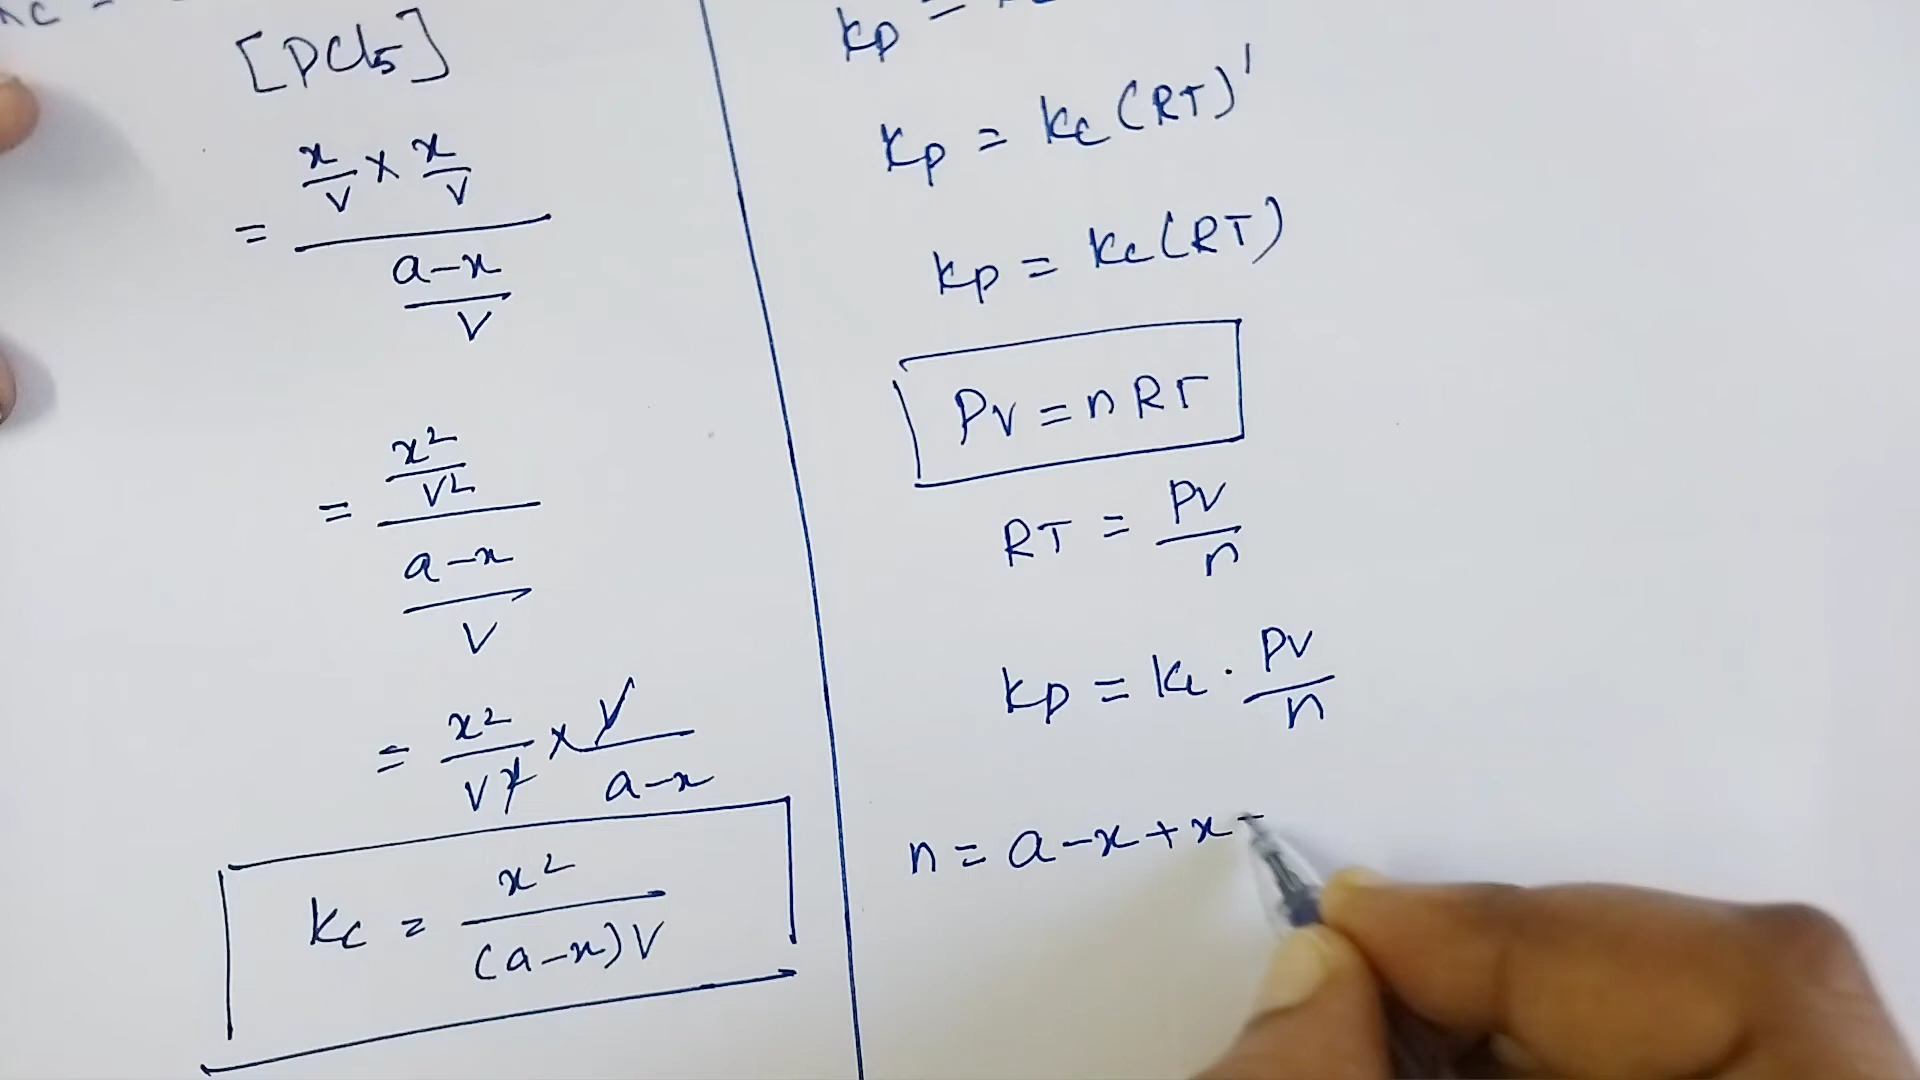 [PCl5]
= x/V × x/V / a-x/V
= x²/V² / a-x/V
= x²/V² × V/a-x
Kc = x²/(a-x)V
Kp =
Kp = Kc (RT)¹
Kp = Kc (RT)
PV = nRT
RT = PV/n
Kp = Kc · PV/n
n = a-x+x